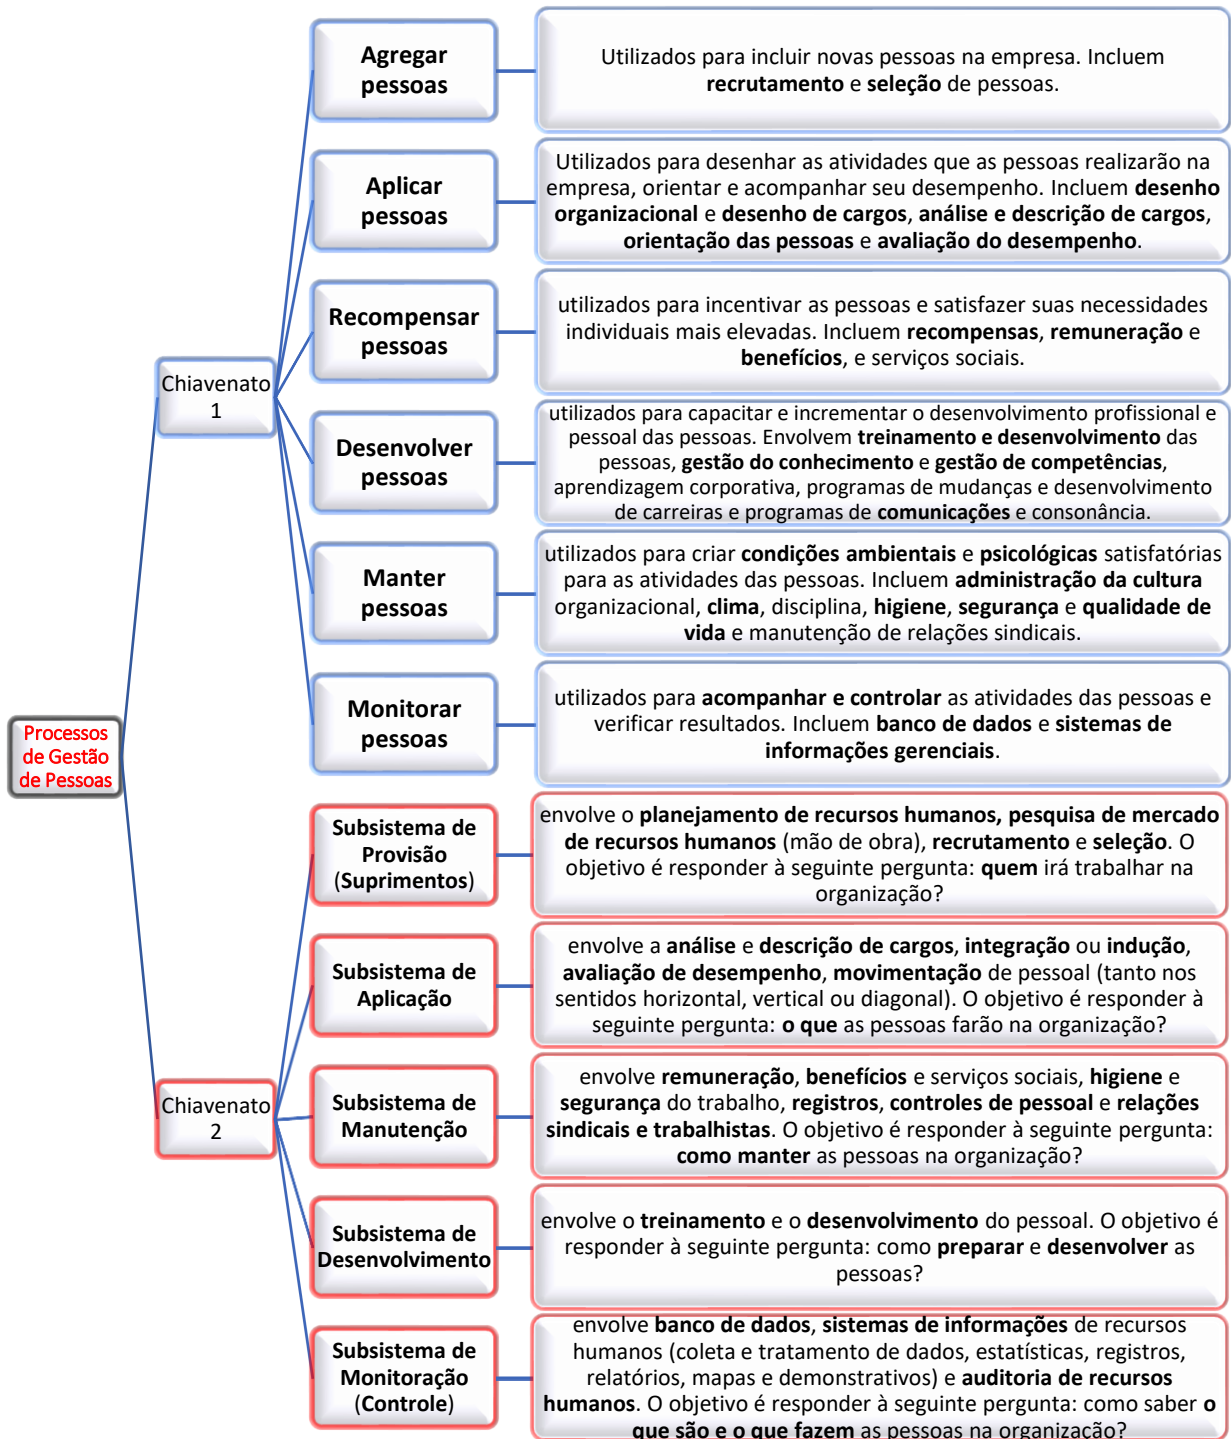 Agregar
pessoas
Utilizados para incluir novas pessoas na empresa. Incluem
recrutamento e seleção de pessoas.
Aplicar
pessoas
Utilizados para desenhar as atividades que as pessoas realizarão na
empresa, orientar e acompanhar seu desempenho. Incluem desenho
organizacional e desenho de cargos, análise e descrição de cargos,
orientação das pessoas e avaliação do desempenho.
Recompensar
pessoas
utilizados para incentivar as pessoas e satisfazer suas necessidades
individuais mais elevadas. Incluem recompensas, remuneração e
benefícios, e serviços sociais.
Chiavenato
1
Desenvolver
pessoas
utilizados para capacitar e incrementar o desenvolvimento profissional e
pessoal das pessoas. Envolvem treinamento e desenvolvimento das
pessoas, gestão do conhecimento e gestão de competências,
aprendizagem corporativa, programas de mudanças e desenvolvimento
de carreiras e programas de comunicações e consonância.
Manter
pessoas
utilizados para criar condições ambientais e psicológicas satisfatórias
para as atividades das pessoas. Incluem administração da cultura
organizacional, clima, disciplina, higiene, segurança e qualidade de
vida e manutenção de relações sindicais.
Monitorar
pessoas
utilizados para acompanhar e controlar as atividades das pessoas e
verificar resultados. Incluem banco de dados e sistemas de
informações gerenciais.
Processos
de Gestão
de Pessoas
Subsistema de
Provisão
(Suprimentos)
envolve o planejamento de recursos humanos, pesquisa de mercado
de recursos humanos (mão de obra), recrutamento e seleção. O
objetivo é responder à seguinte pergunta: quem irá trabalhar na
organização?
Subsistema de
Aplicação
envolve a análise e descrição de cargos, integração ou indução,
avaliação de desempenho, movimentação de pessoal (tanto nos
sentidos horizontal, vertical ou diagonal). O objetivo é responder à
seguinte pergunta: o que as pessoas farão na organização?
Chiavenato
2
Subsistema de
Manutenção
envolve remuneração, benefícios e serviços sociais, higiene e
segurança do trabalho, registros, controles de pessoal e relações
sindicais e trabalhistas. O objetivo é responder à seguinte pergunta:
como manter as pessoas na organização?
Subsistema de
Desenvolvimento
envolve o treinamento e o desenvolvimento do pessoal. O objetivo é
responder à seguinte pergunta: como preparar e desenvolver as
pessoas?
Subsistema de
Monitoração
(Controle)
envolve banco de dados, sistemas de informações de recursos
humanos (coleta e tratamento de dados, estatísticas, registros,
relatórios, mapas e demonstrativos) e auditoria de recursos
humanos. O objetivo é responder à seguinte pergunta: como saber o
que são e o que fazem as pessoas na organização?